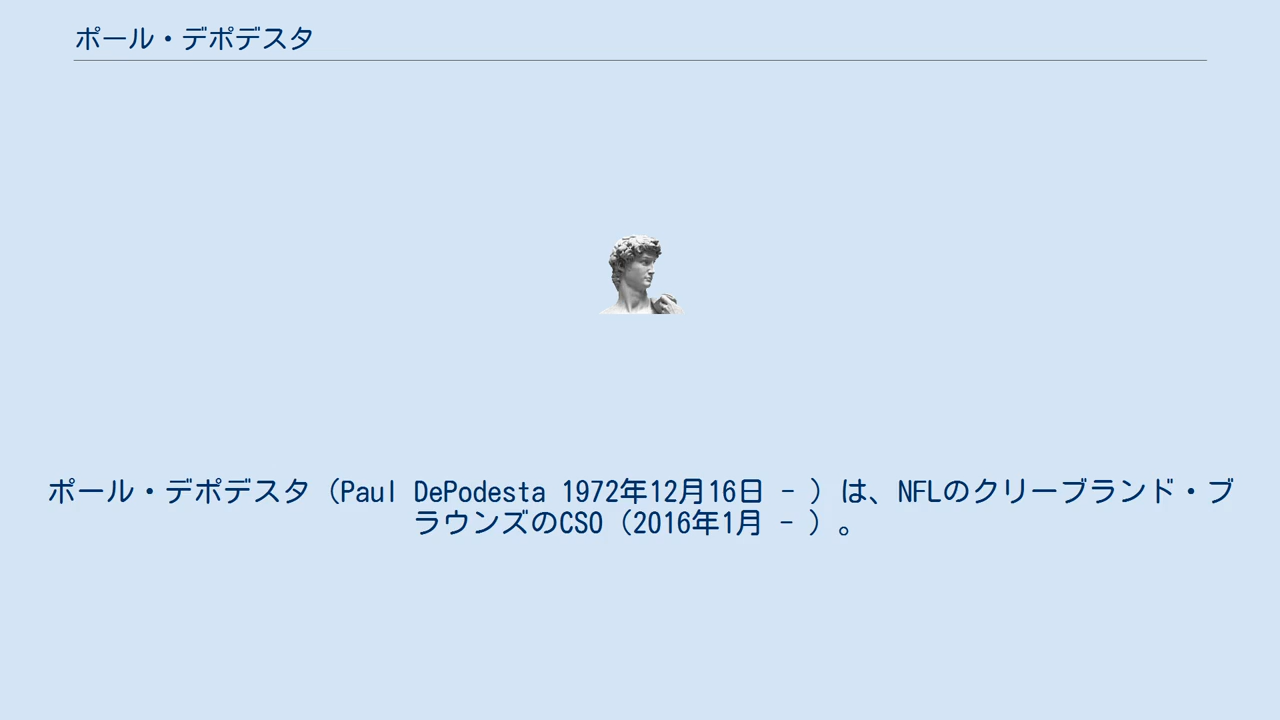 ポール・デポデスタ
ポール・デポデスタ（Paul DePodesta 1972年12月16日 - ）は、NFLのクリーブランド・ブ
ラウンズのCSO（2016年1月 - ）。